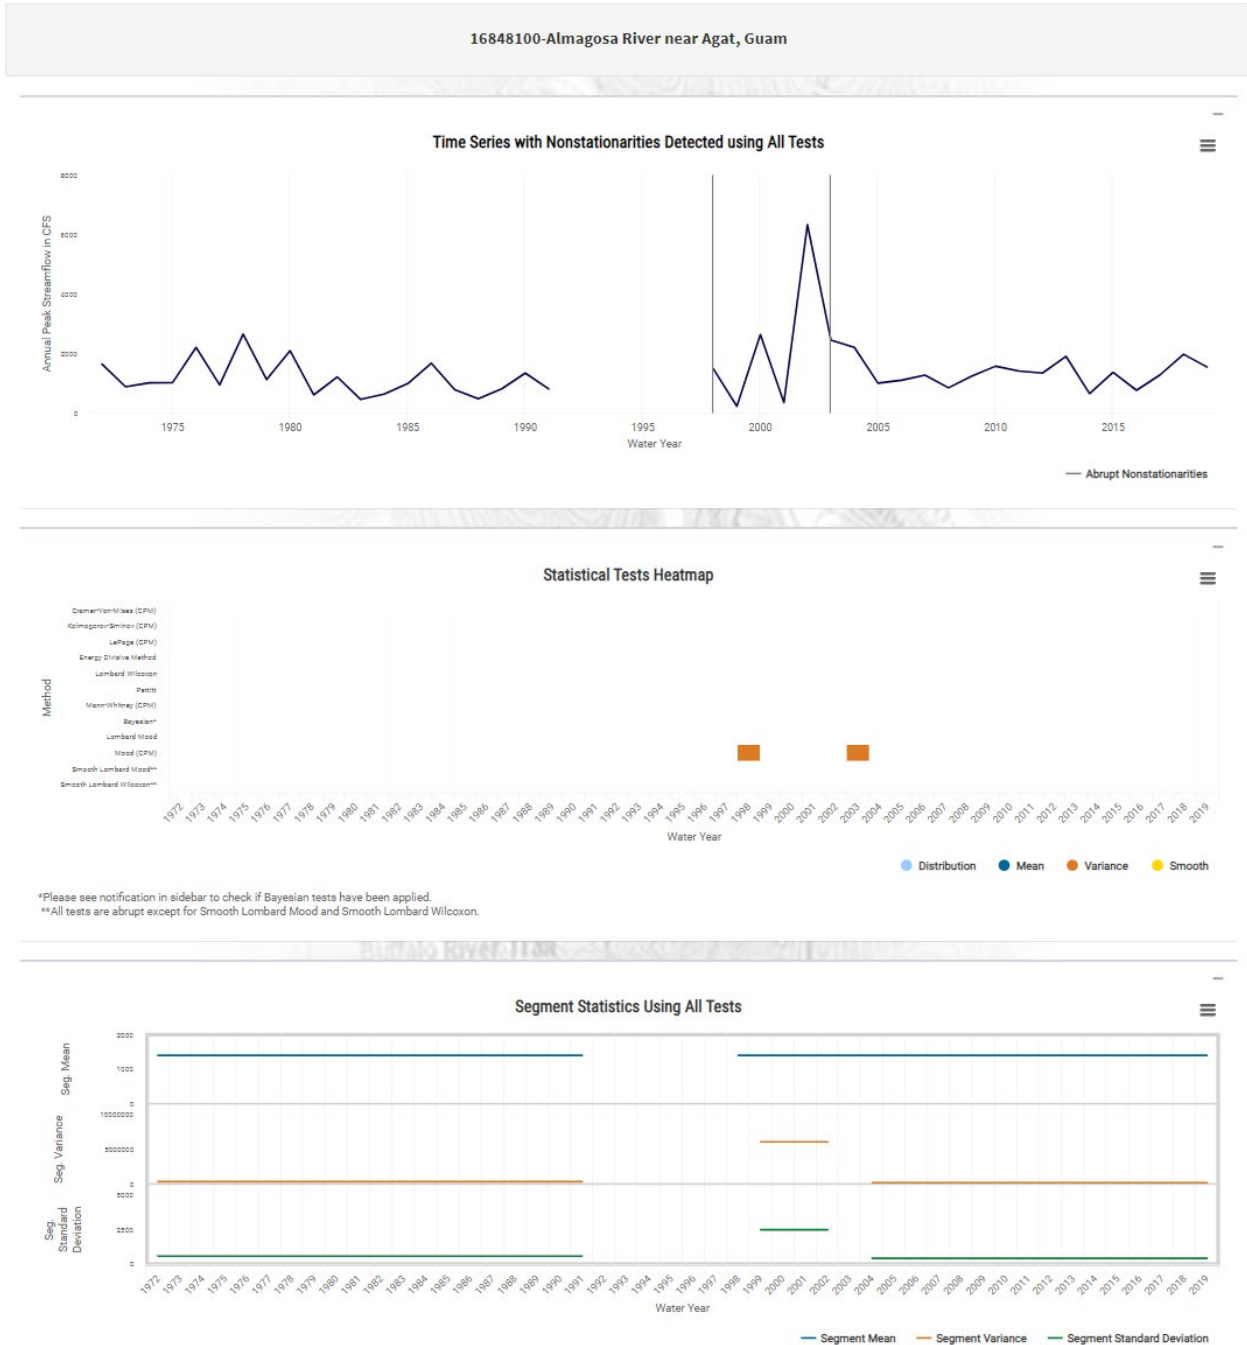 16848100-Almagosa River near Agat, Guam
Time Series with Nonstationarities Detected using All Tests
Annual Peak Streamflow in CFS
8000
6000
4000
2000
0
1975 1980 1985 1990 1995 2000 2005 2010 2015
Water Year
Abrupt Nonstationarities
Statistical Tests Heatmap
Method
Cramer-Von-Mises (CPM)
Kolmogorov-Smirnov (CPM)
LePage (CPM)
Energy Divisive Method
Lombard Wilcoxon
Pettitt
Mann-Whitney (CPM)
Bayesian*
Lombard Mood
Mood (CPM)
Smooth Lombard Mood**
Smooth Lombard Wilcoxon**
1972 1973 1974 1975 1976 1977 1978 1979 1980 1981 1982 1983 1984 1985 1986 1987 1988 1989 1990 1991 1992 1993 1994 1995 1996 1997 1998 1999 2000 2001 2002 2003 2004 2005 2006 2007 2008 2009 2010 2011 2012 2013 2014 2015 2016 2017 2018 2019
Water Year
Distribution Mean Variance Smooth
*Please see notification in sidebar to check if Bayesian tests have been applied.
**All tests are abrupt except for Smooth Lombard Mood and Smooth Lombard Wilcoxon.
Buffalo River Trail
Segment Statistics Using All Tests
Seg. Mean
2000
1000
0
Seg. Variance
10000000
5000000
0
Seg.
Standard
Deviation
5000
2500
0
1972 1973 1974 1975 1976 1977 1978 1979 1980 1981 1982 1983 1984 1985 1986 1987 1988 1989 1990 1991 1992 1993 1994 1995 1996 1997 1998 1999 2000 2001 2002 2003 2004 2005 2006 2007 2008 2009 2010 2011 2012 2013 2014 2015 2016 2017 2018 2019
Water Year
Segment Mean Segment Variance Segment Standard Deviation